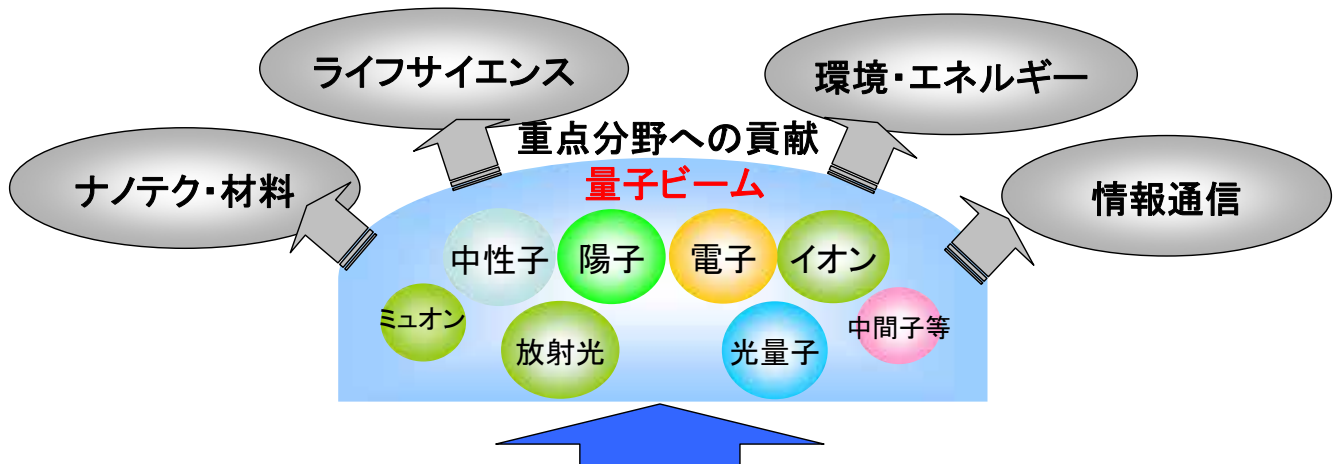 ライフサイエンス
環境・エネルギー
重点分野への貢献
ナノテク・材料
量子ビーム
情報通信
中性子
陽子
電子
イオン
ミュオン
中間子等
放射光
光量子